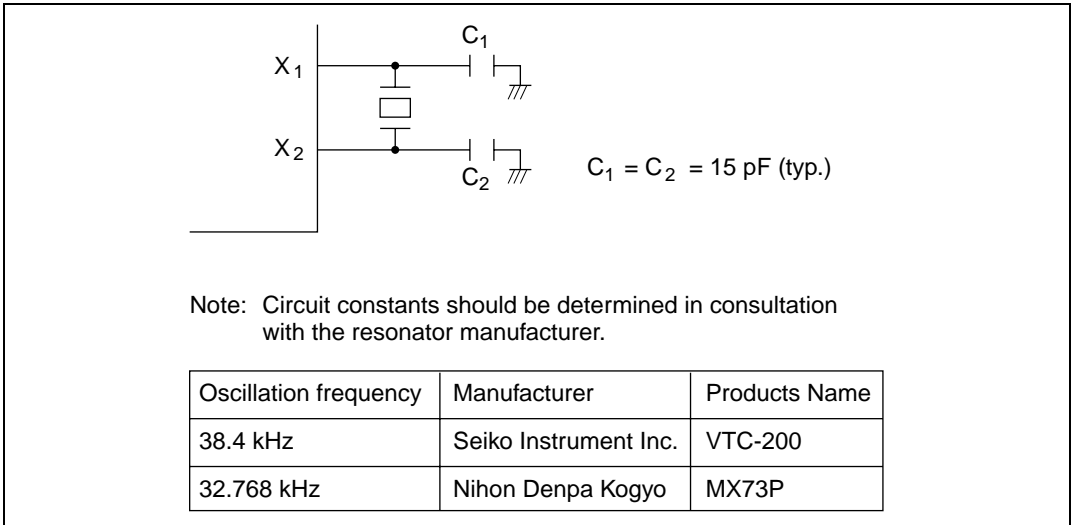 C1
X1
X2
C2
C1 = C2 = 15 pF (typ.)
Note: Circuit constants should be determined in consultation
with the resonator manufacturer.
Oscillation frequency Manufacturer Products Name
38.4 kHz Seiko Instrument Inc. VTC-200
32.768 kHz Nihon Denpa Kogyo MX73P